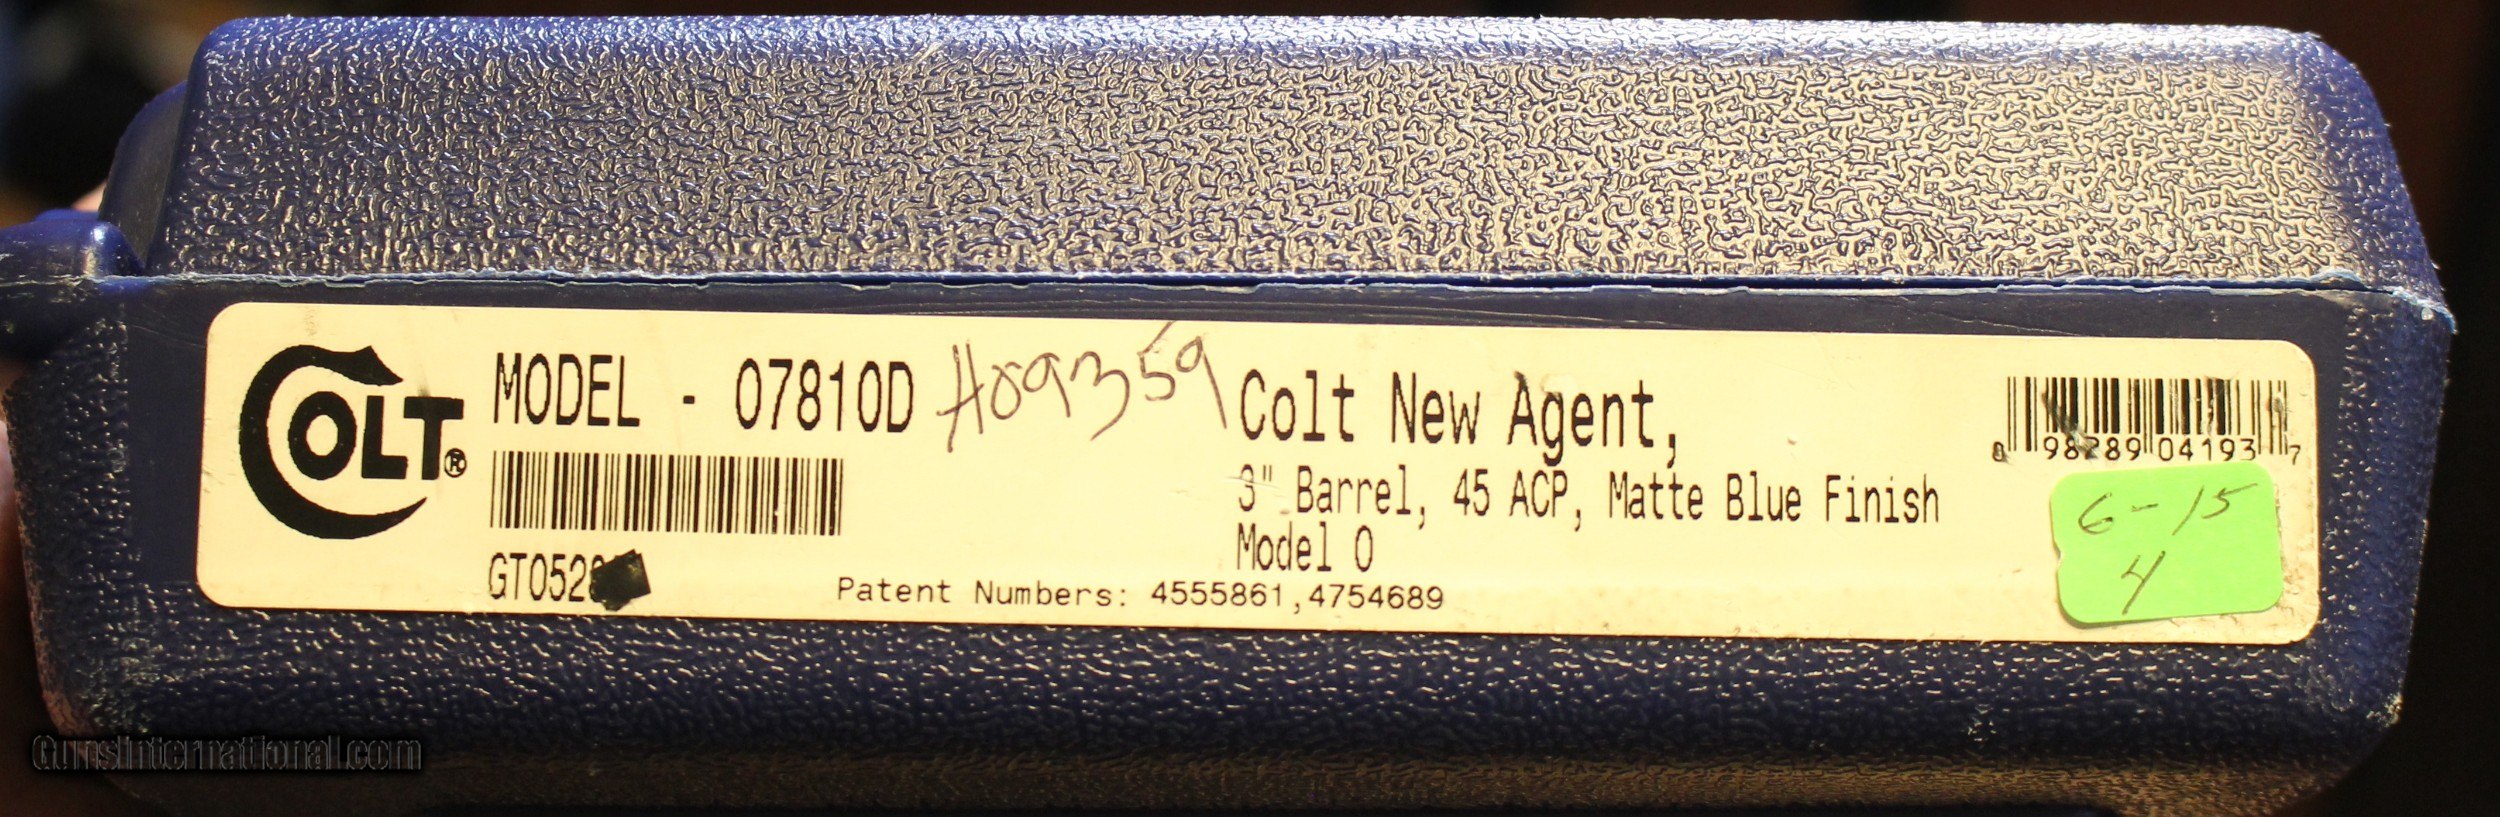 COLT®
MODEL - 07810D
H09359
GT052
Colt New Agent,
3" Barrel, 45 ACP, Matte Blue Finish
Model O
Patent Numbers: 4555861,4754689
0 98289 04193 7
6-15
4
GunsInternational.com